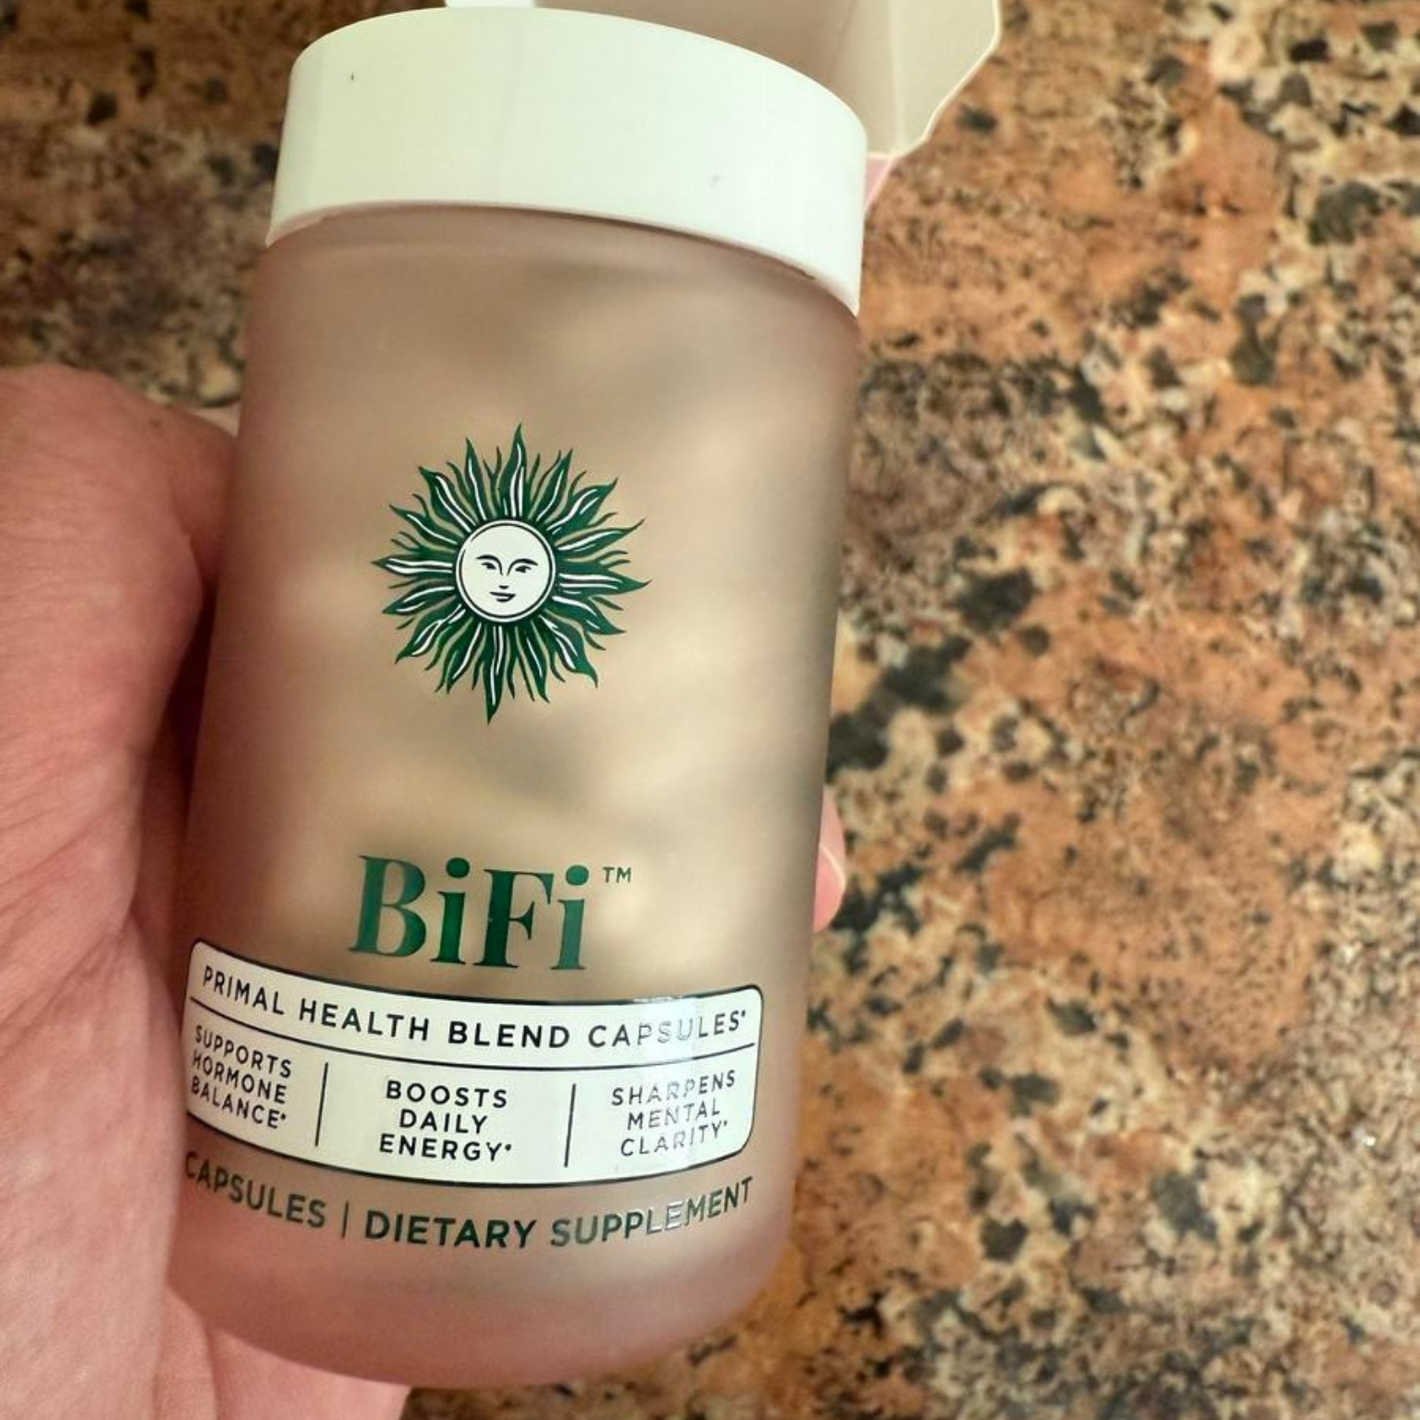 BiFi™
PRIMAL HEALTH BLEND CAPSULES*
SUPPORTS
HORMONE
BALANCE*
BOOSTS
DAILY
ENERGY*
SHARPENS
MENTAL
CLARITY*
CAPSULES | DIETARY SUPPLEMENT